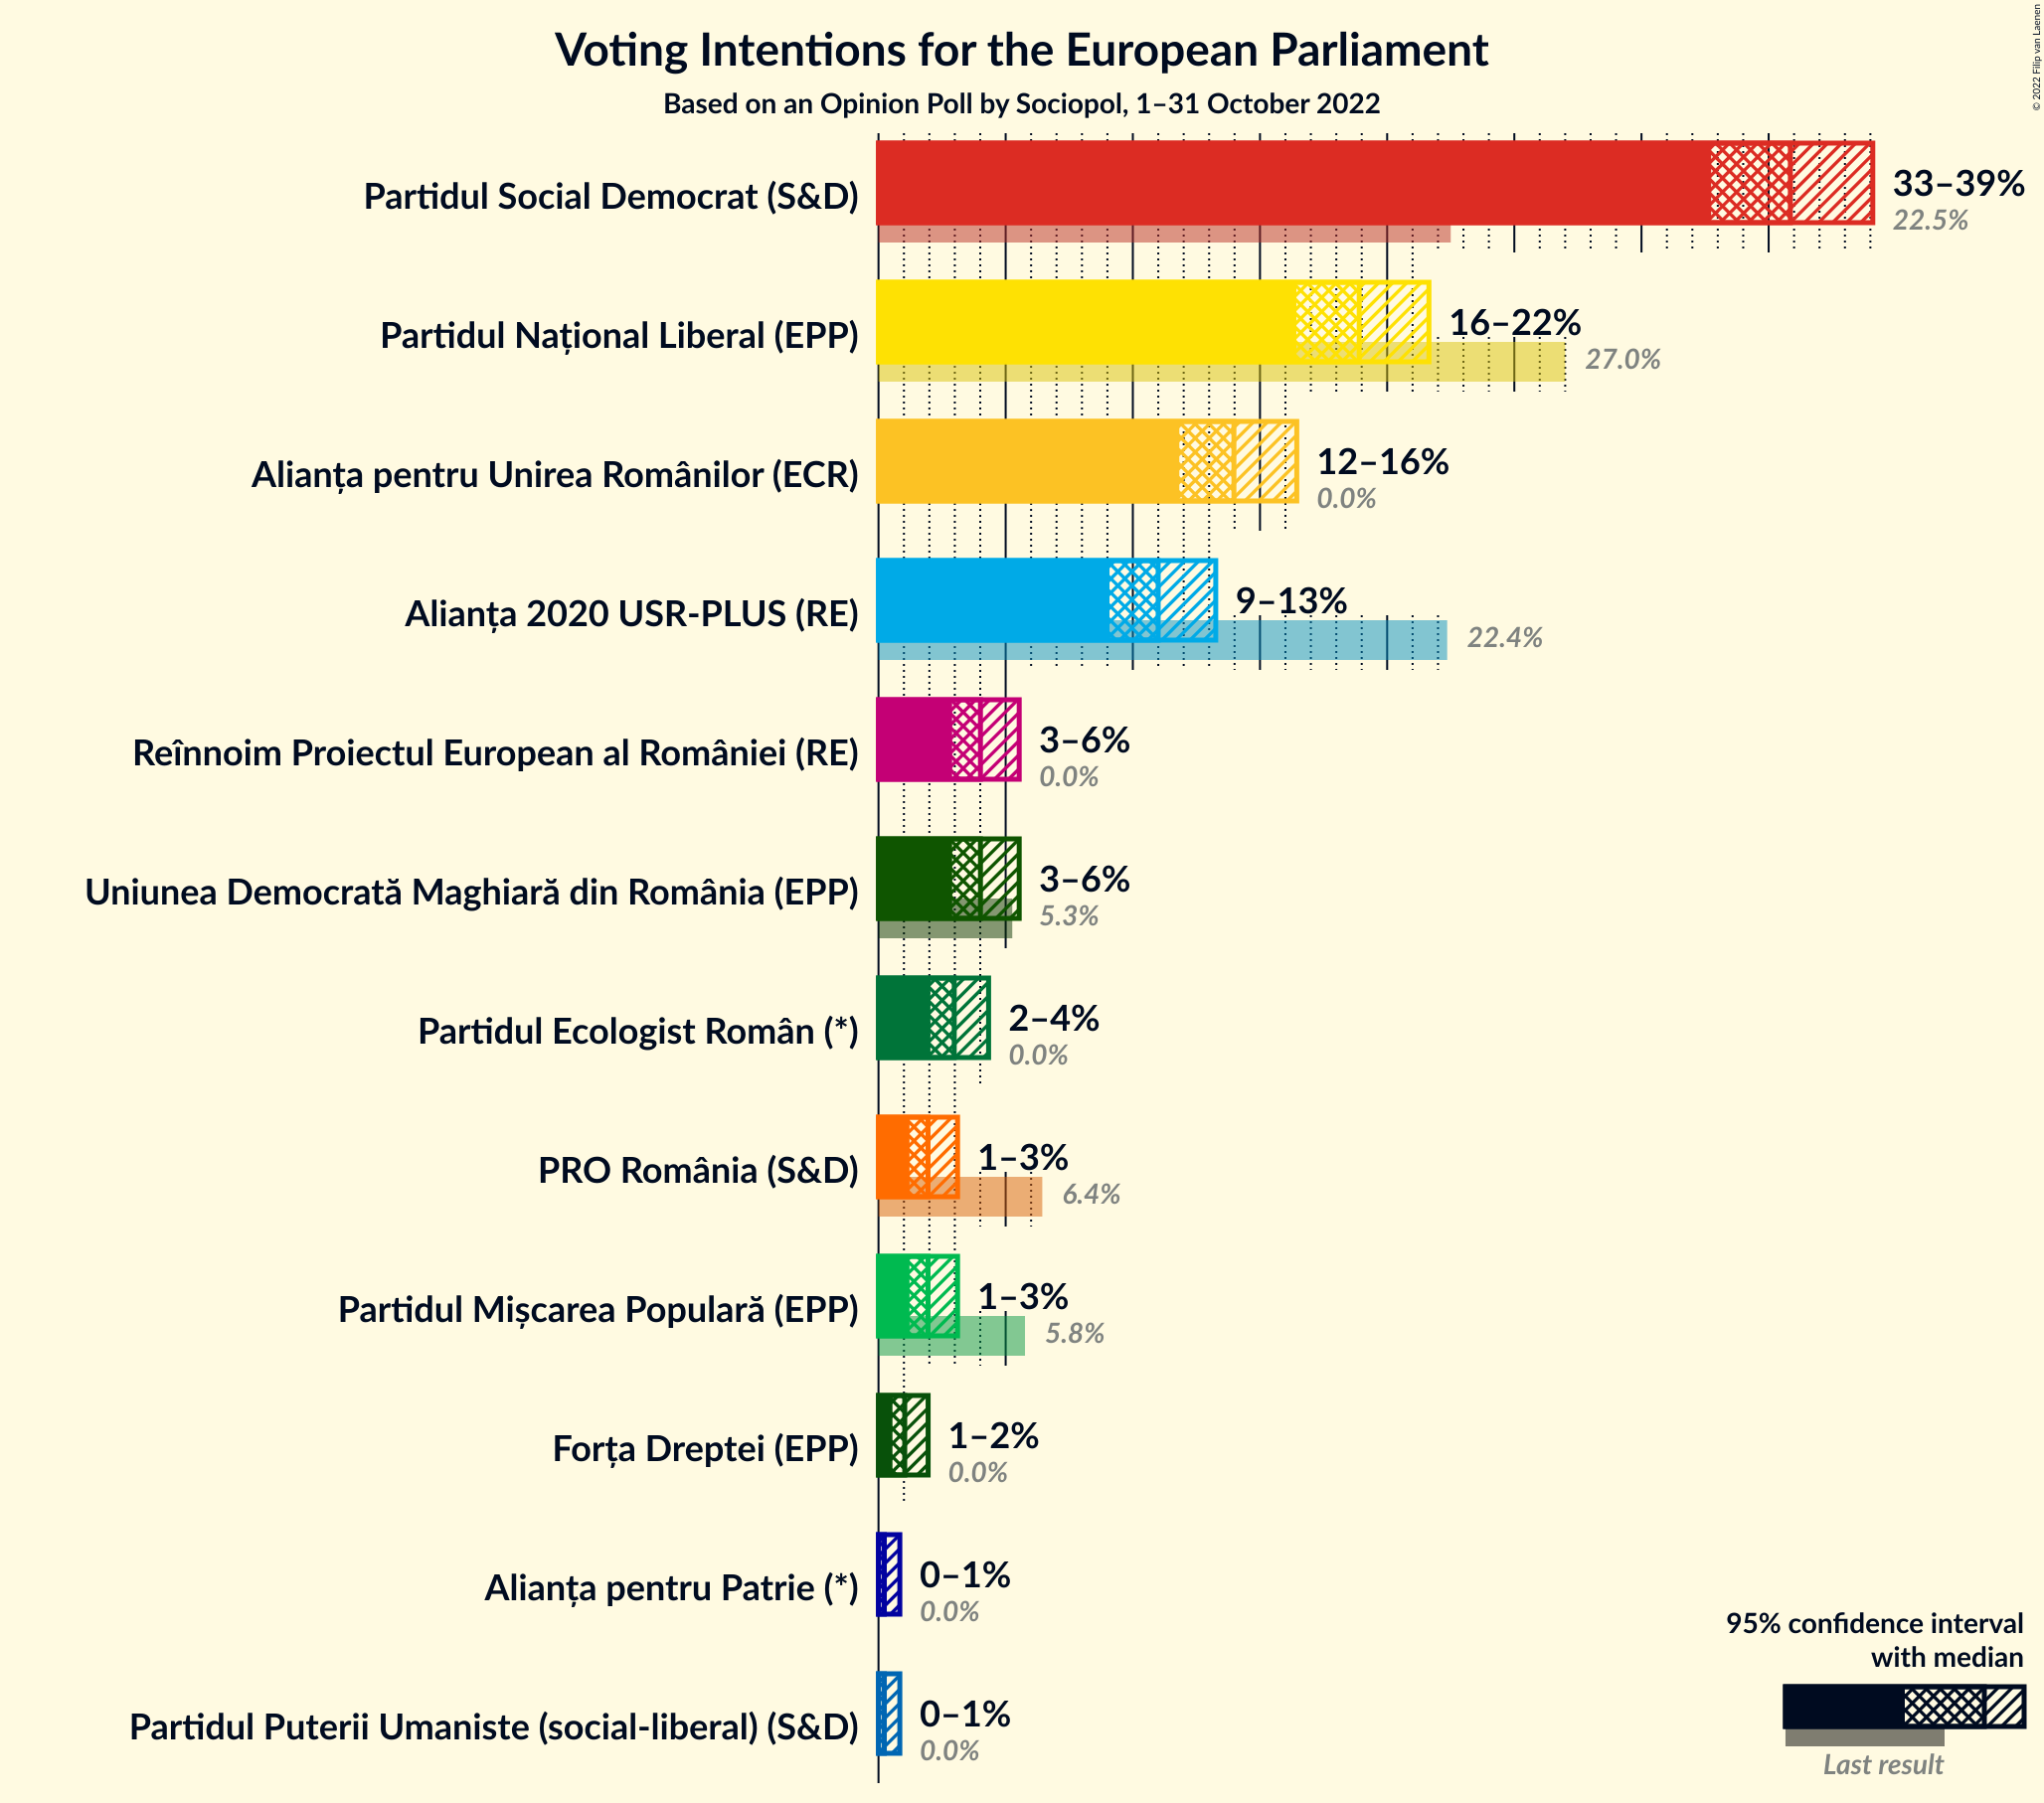 © 2022 Filip van Laenen
Voting Intentions for the European Parliament
Based on an Opinion Poll by Sociopol, 1–31 October 2022
Partidul Social Democrat (S&D)
33–39%
22.5%
Partidul Național Liberal (EPP)
16–22%
27.0%
Alianța pentru Unirea Românilor (ECR)
12–16%
0.0%
Alianța 2020 USR-PLUS (RE)
9–13%
22.4%
Reînnoim Proiectul European al României (RE)
3–6%
0.0%
Uniunea Democrată Maghiară din România (EPP)
3–6%
5.3%
Partidul Ecologist Român (*)
2–4%
0.0%
PRO România (S&D)
1–3%
6.4%
Partidul Mișcarea Populară (EPP)
1–3%
5.8%
Forța Dreptei (EPP)
1–2%
0.0%
Alianța pentru Patrie (*)
0–1%
0.0%
Partidul Puterii Umaniste (social-liberal) (S&D)
0–1%
0.0%
95% confidence interval
with median
Last result